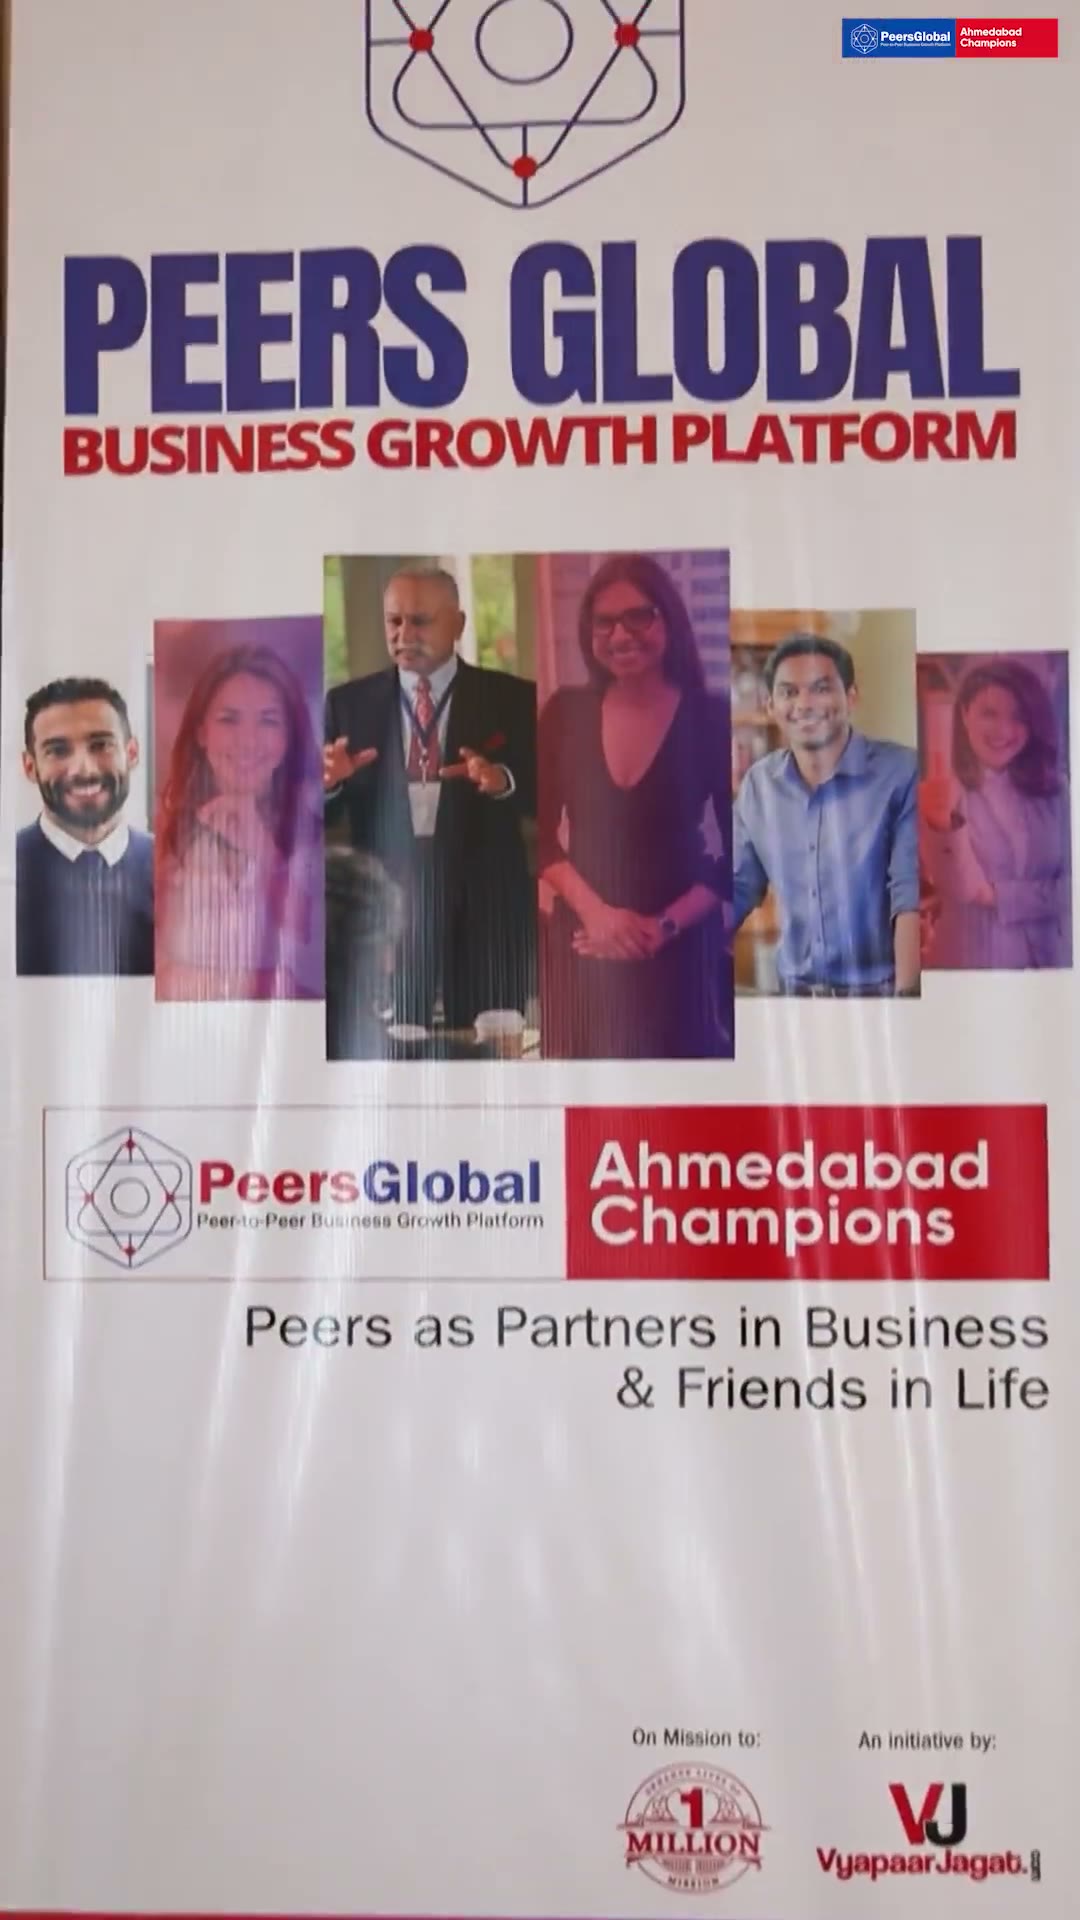 PeersGlobal
Peer-to-Peer Business Growth Platform
Ahmedabad
Champions
PEERS GLOBAL
BUSINESS GROWTH PLATFORM
PeersGlobal
Peer-to-Peer Business Growth Platform
Ahmedabad
Champions
Peers as Partners in Business
& Friends in Life
On Mission to:
1
MILLION
MISSION
An initiative by:
VJ
VyapaarJagat.